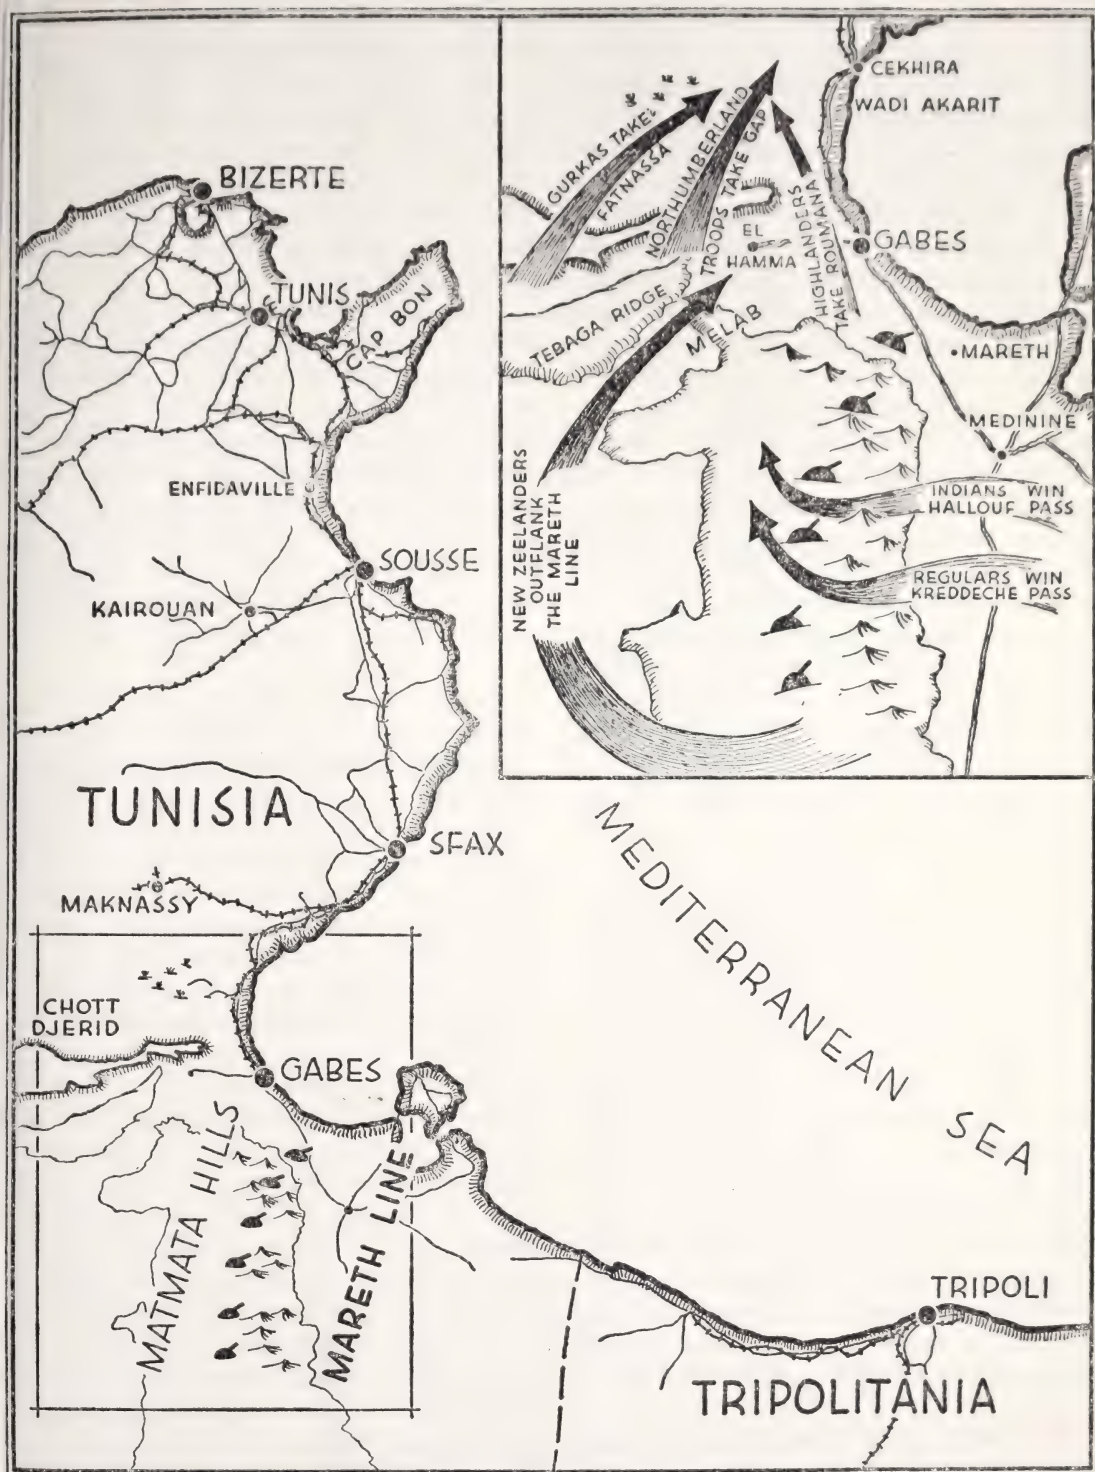 BIZERTE
TUNIS
CAP BON
ENFIDAVILLE
SOUSSE
KAIROUAN
TUNISIA
SFAX
MAKNASSY
CHOTT
DJERID
GABES
MATMATA HILLS
MARETH LINE
MEDITERRANEAN SEA
TRIPOLI
TRIPOLITANIA
CEKHIRA
WADI AKARIT
GURKAS TAKE
FATNASSA
NORTHUMBERLAND
TROOPS TAKE GAP
HIGHLANDERS
TAKE ROUMANA
EL
HAMMA
GABES
TEBAGA RIDGE
MELAB
MARETH
MEDININE
NEW ZEELANDERS
OUTFLANK
THE MARETH
LINE
INDIANS WIN
HALLOUF PASS
REGULARS WIN
KREDDECHE PASS